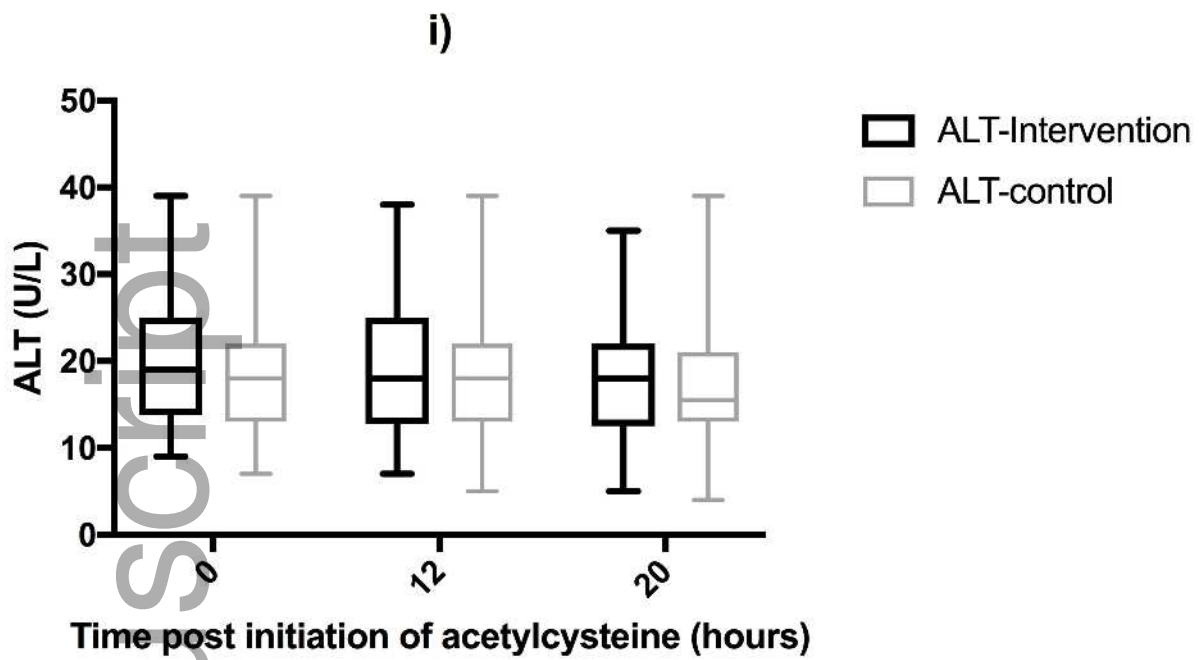 i)
50
40
30
20
10
0
ALT (U/L)
0
12
20
Time post initiation of acetylcysteine (hours)
ALT-Intervention
ALT-control
uscript